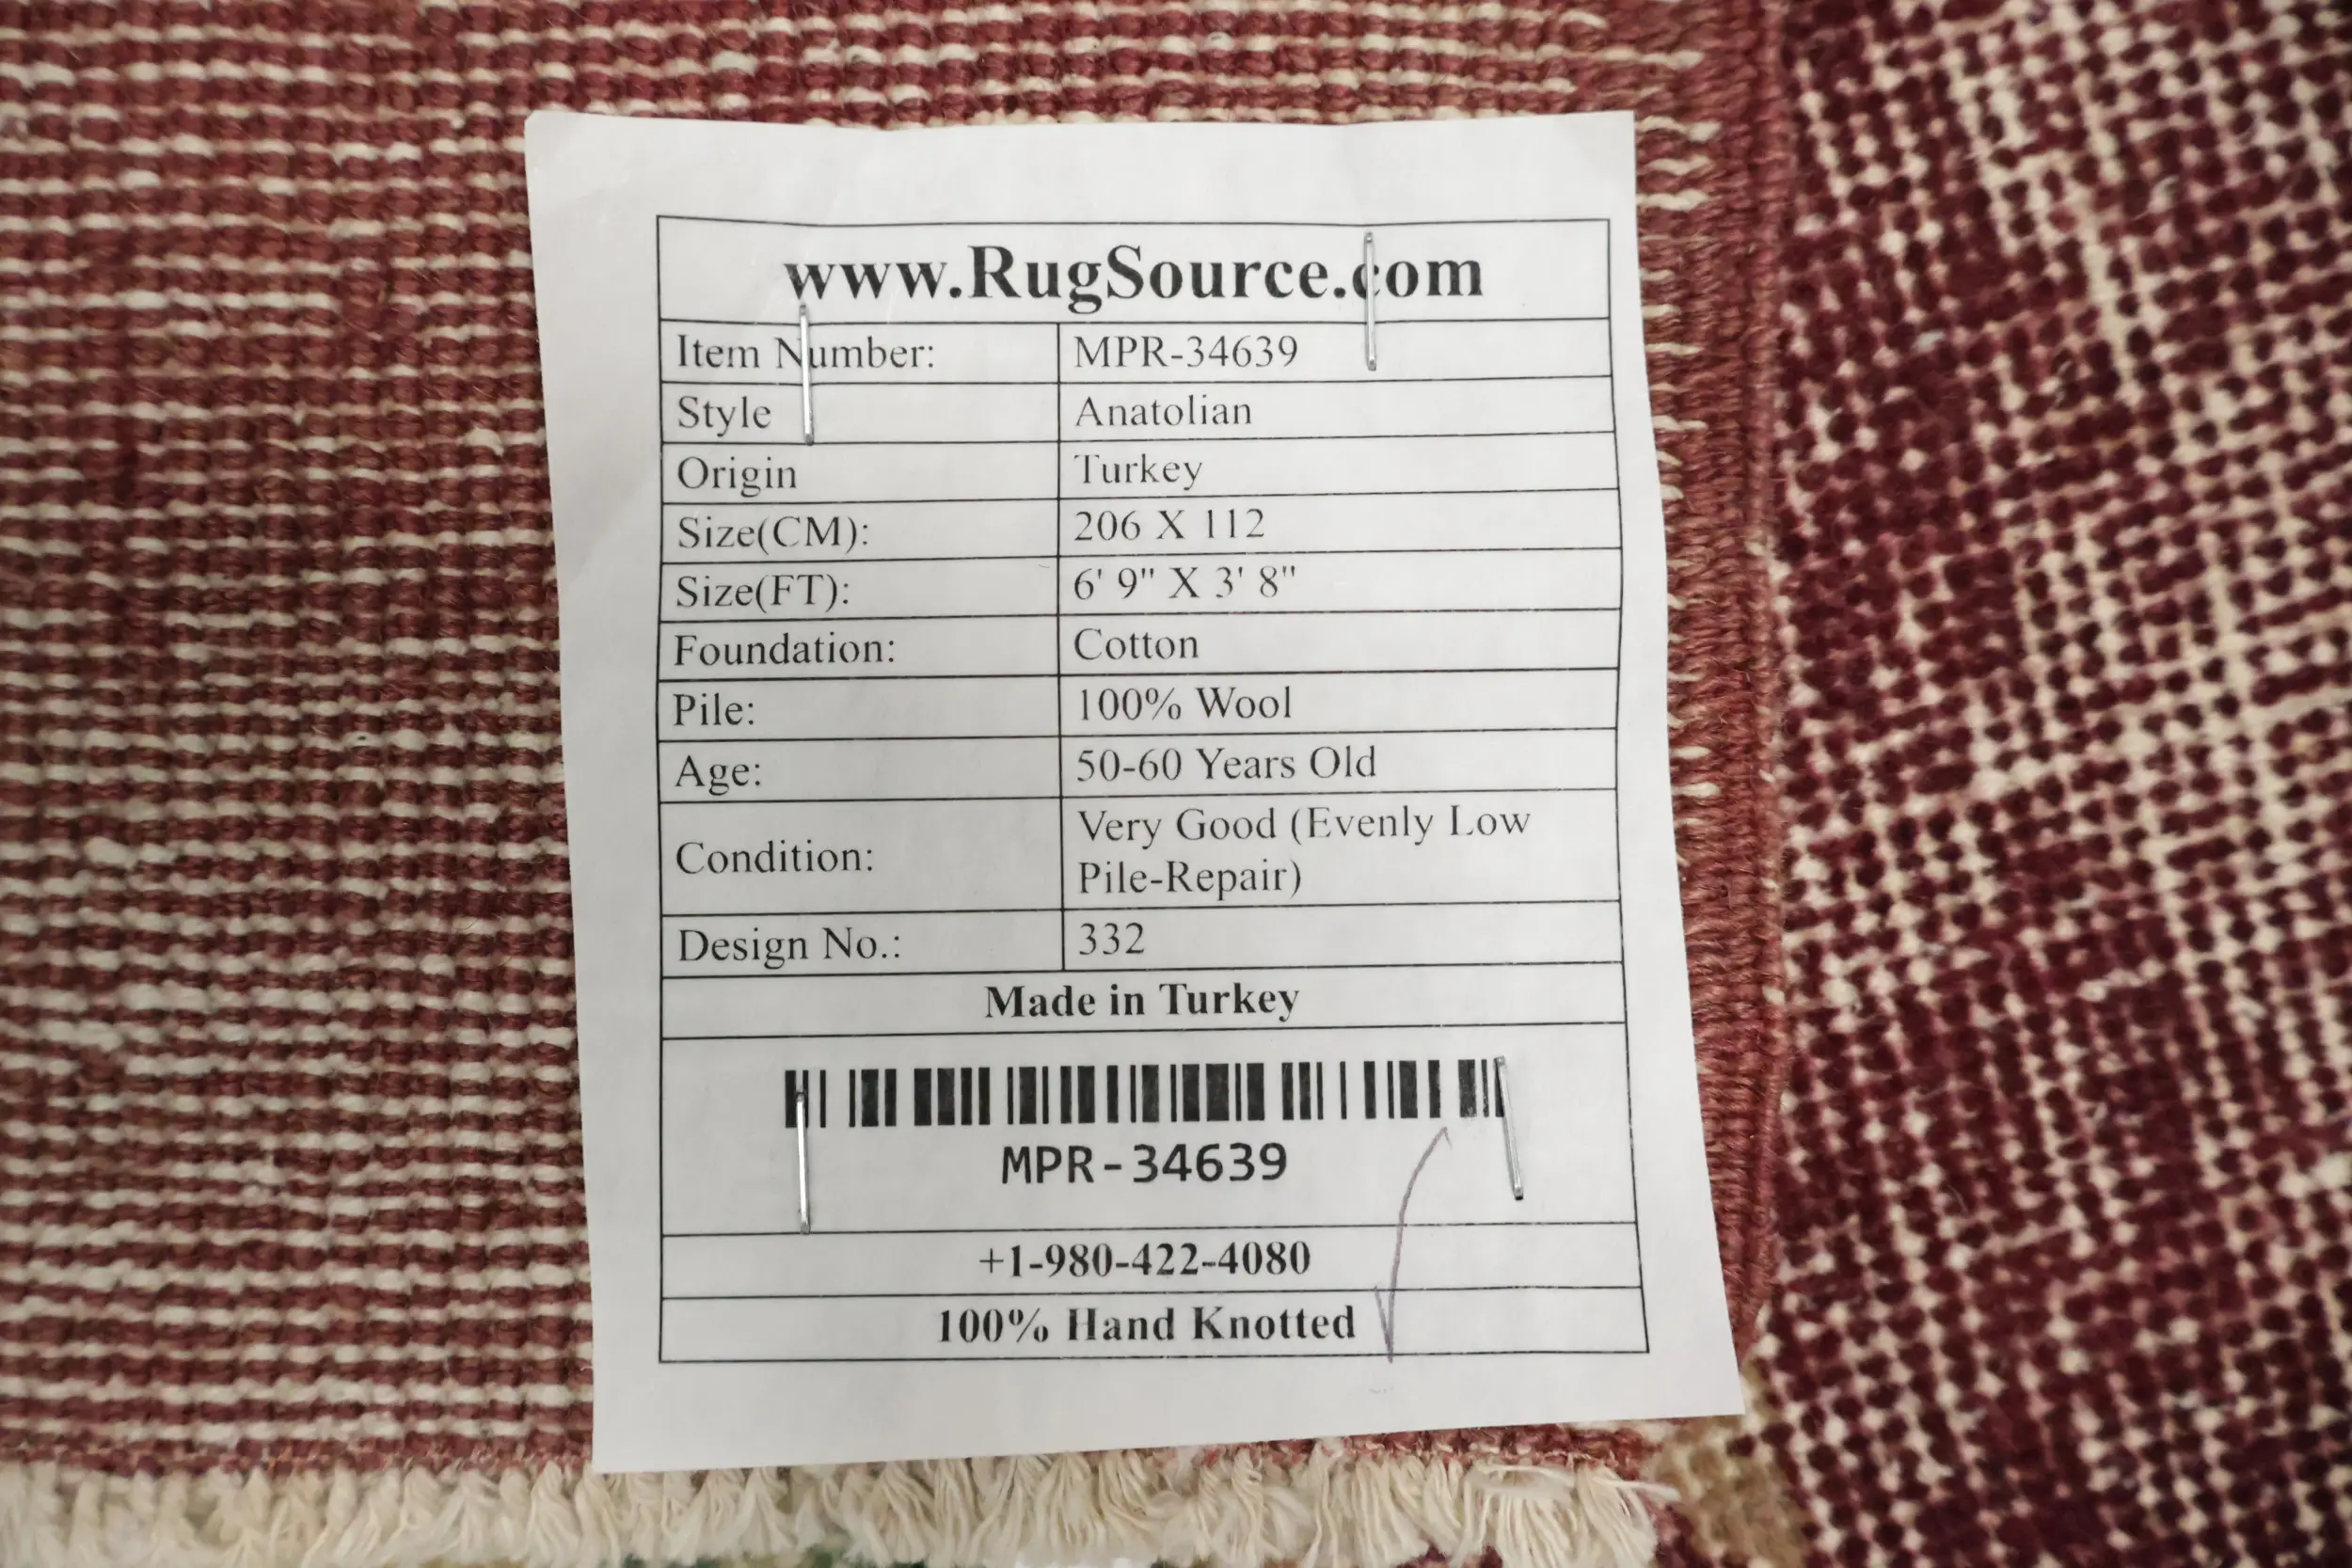 www.RugSource.com
Item Number: MPR-34639
Style Anatolian
Origin Turkey
Size(CM): 206 X 112
Size(FT): 6' 9" X 3' 8"
Foundation: Cotton
Pile: 100% Wool
Age: 50-60 Years Old
Condition: Very Good (Evenly Low
Pile-Repair)
Design No.: 332
Made in Turkey
MPR-34639
+1-980-422-4080
100% Hand Knotted